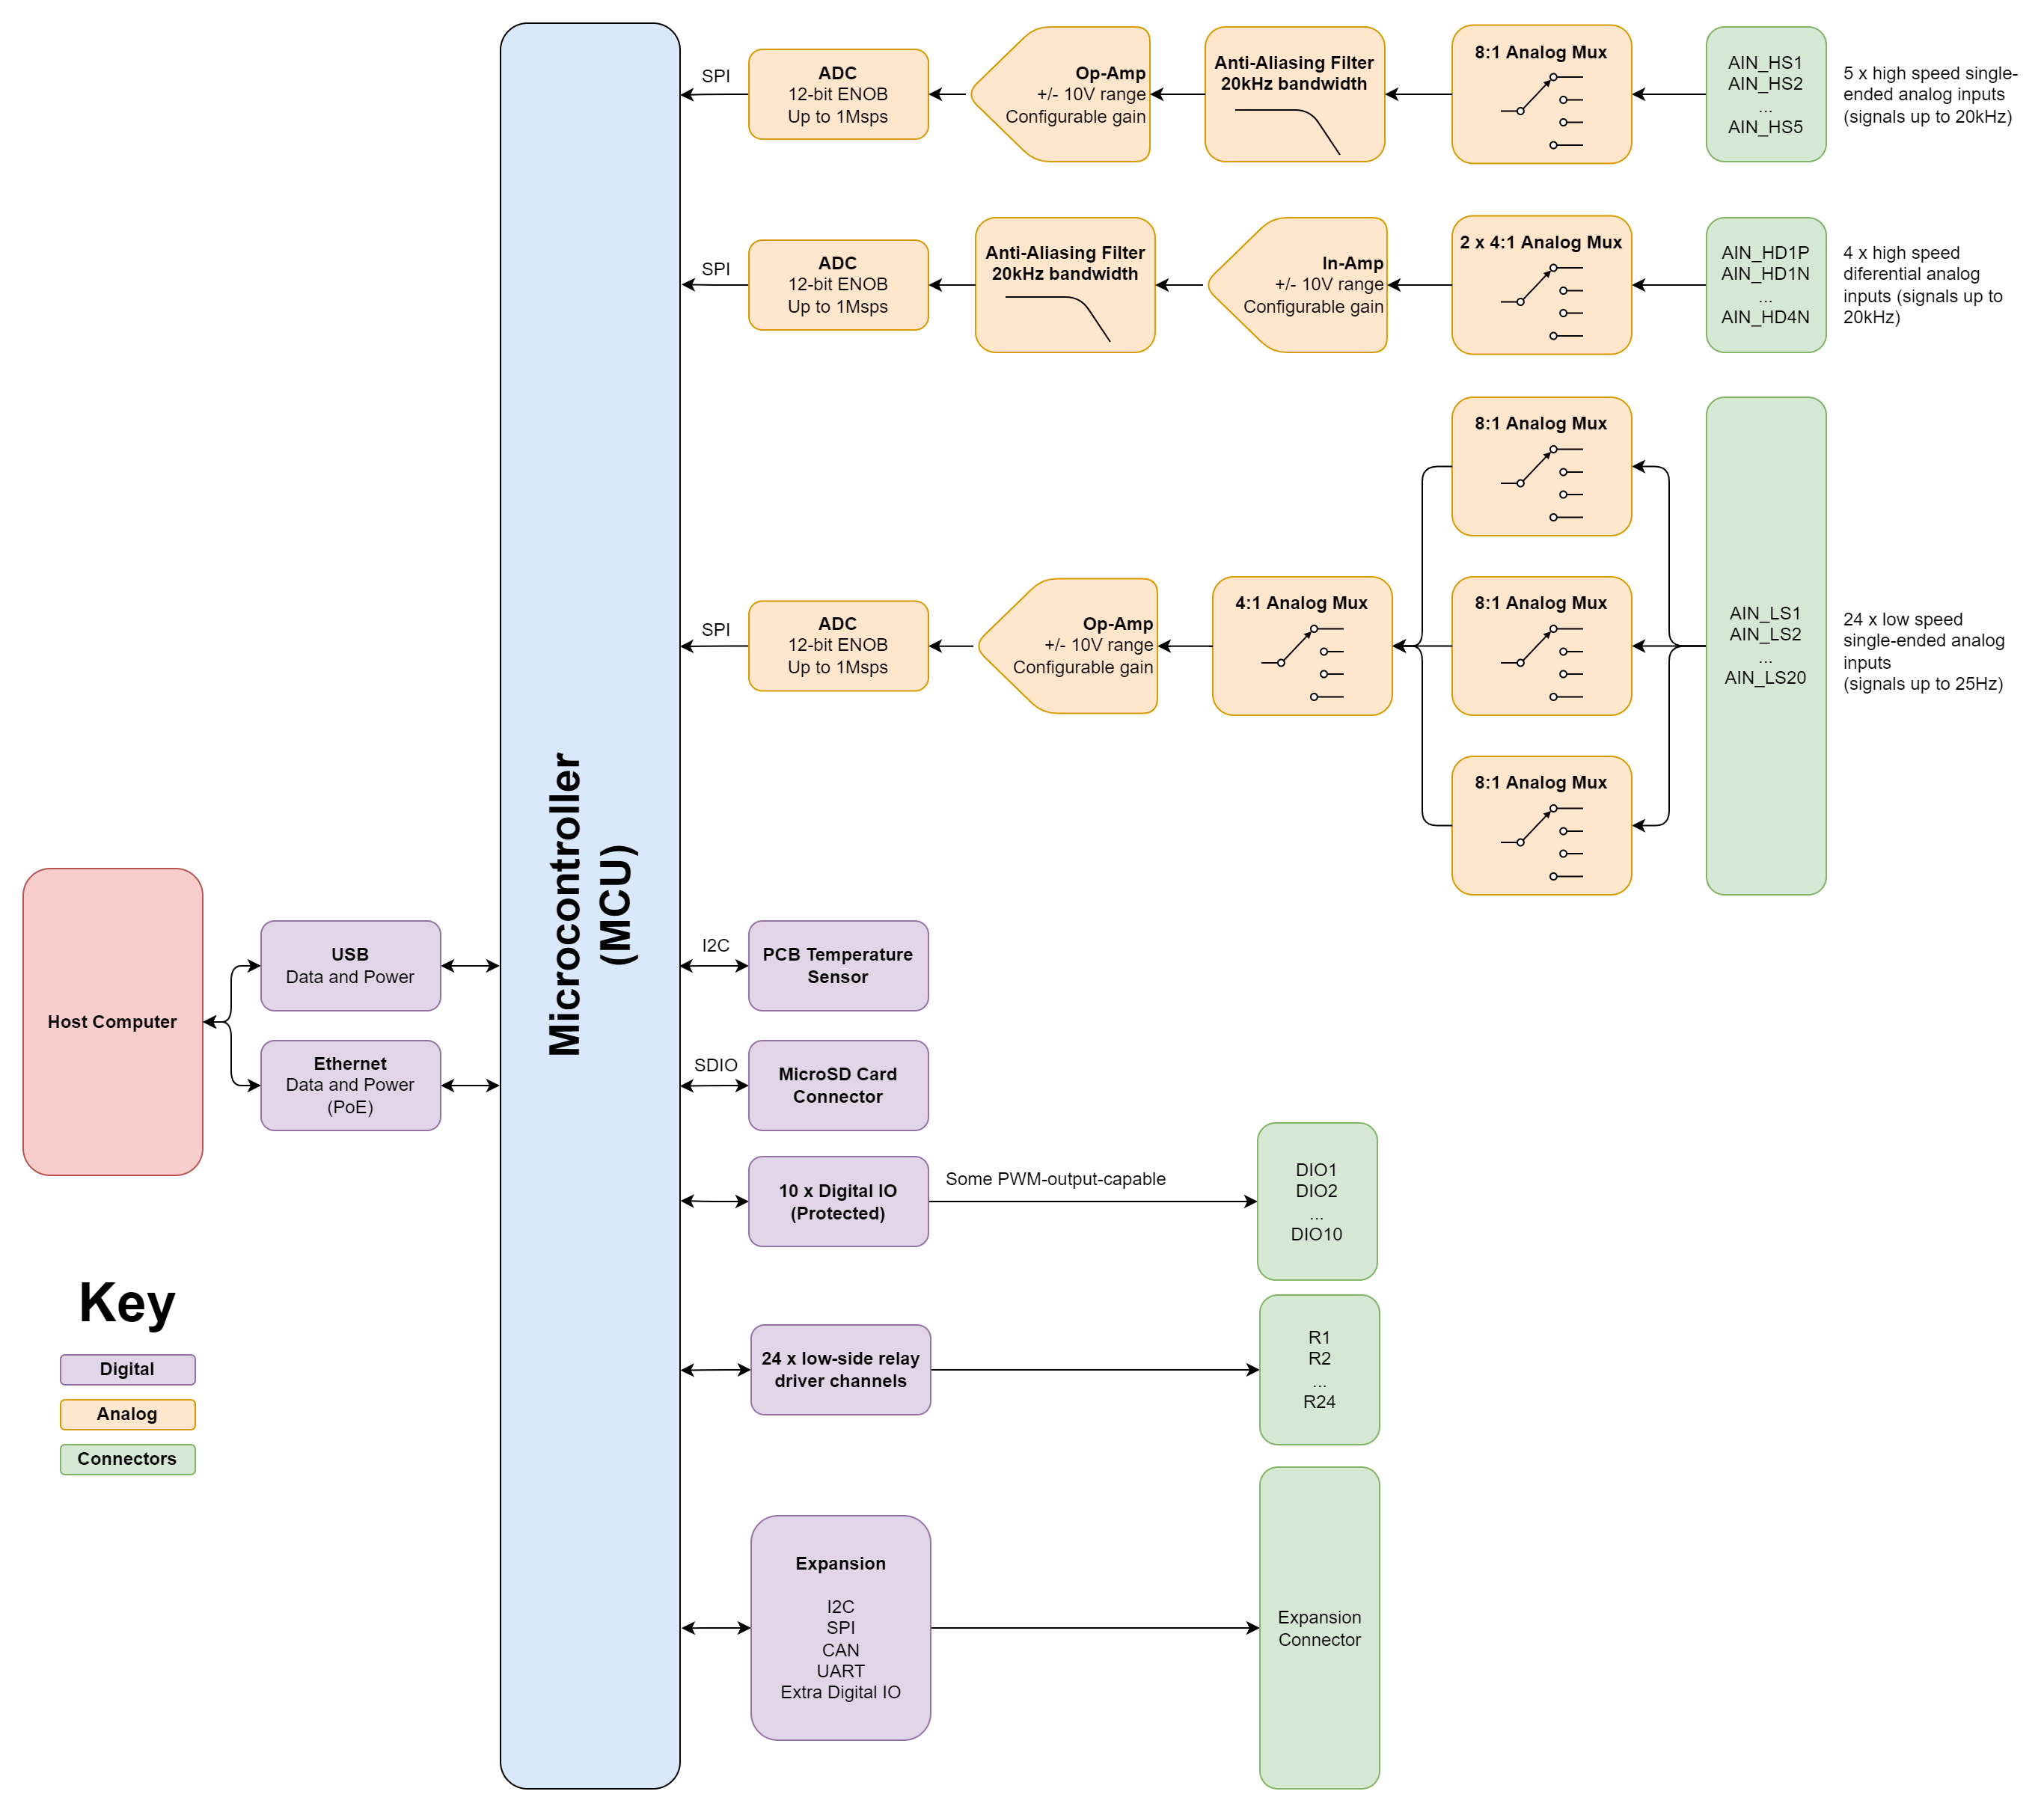 SPI
ADC
12-bit ENOB
Up to 1Msps
Op-Amp
+/- 10V range
Configurable gain
Anti-Aliasing Filter
20kHz bandwidth
8:1 Analog Mux
AIN_HS1
AIN_HS2
...
AIN_HS5
5 x high speed single-
ended analog inputs
(signals up to 20kHz)
SPI
ADC
12-bit ENOB
Up to 1Msps
Anti-Aliasing Filter
20kHz bandwidth
In-Amp
+/- 10V range
Configurable gain
2 x 4:1 Analog Mux
AIN_HD1P
AIN_HD1N
...
AIN_HD4N
4 x high speed
diferential analog
inputs (signals up to
20kHz)
8:1 Analog Mux
SPI
ADC
12-bit ENOB
Up to 1Msps
Op-Amp
+/- 10V range
Configurable gain
4:1 Analog Mux
8:1 Analog Mux
AIN_LS1
AIN_LS2
...
AIN_LS20
24 x low speed
single-ended analog
inputs
(signals up to 25Hz)
8:1 Analog Mux
Microcontroller
(MCU)
Host Computer
USB
Data and Power
Ethernet
Data and Power
(PoE)
I2C
PCB Temperature
Sensor
SDIO
MicroSD Card
Connector
10 x Digital IO
(Protected)
Some PWM-output-capable
DIO1
DIO2
...
DIO10
24 x low-side relay
driver channels
R1
R2
...
R24
Expansion
I2C
SPI
CAN
UART
Extra Digital IO
Expansion
Connector
Key
Digital
Analog
Connectors